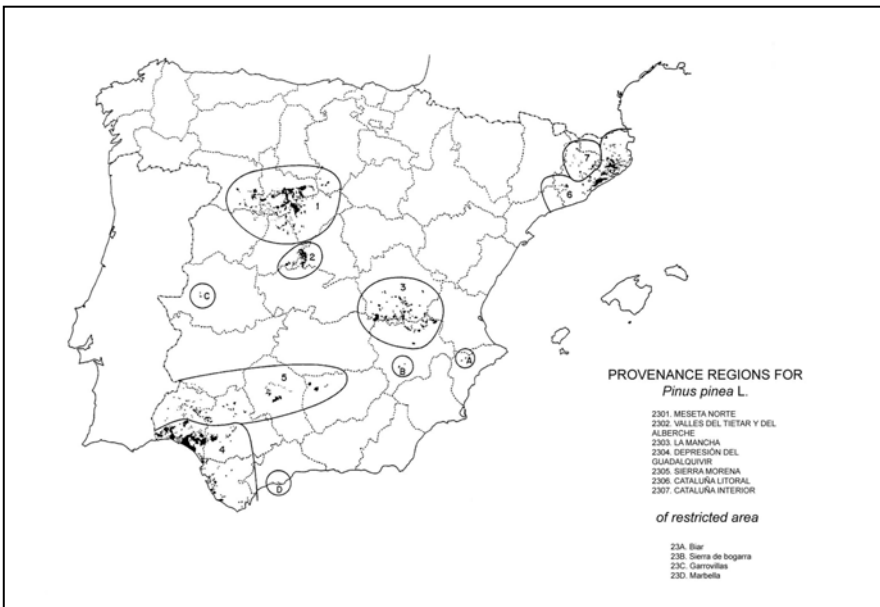 1
2
3
4
5
6
7
A
B
C
D
PROVENANCE REGIONS FOR
Pinus pinea L.
2301. MESETA NORTE
2302. VALLES DEL TIETAR Y DEL
ALBERCHE
2303. LA MANCHA
2304. DEPRESIÓN DEL
GUADALQUIVIR
2305. SIERRA MORENA
2306. CATALUÑA LITORAL
2307. CATALUÑA INTERIOR
of restricted area
23A. Biar
23B. Sierra de bogarra
23C. Garrovillas
23D. Marbella